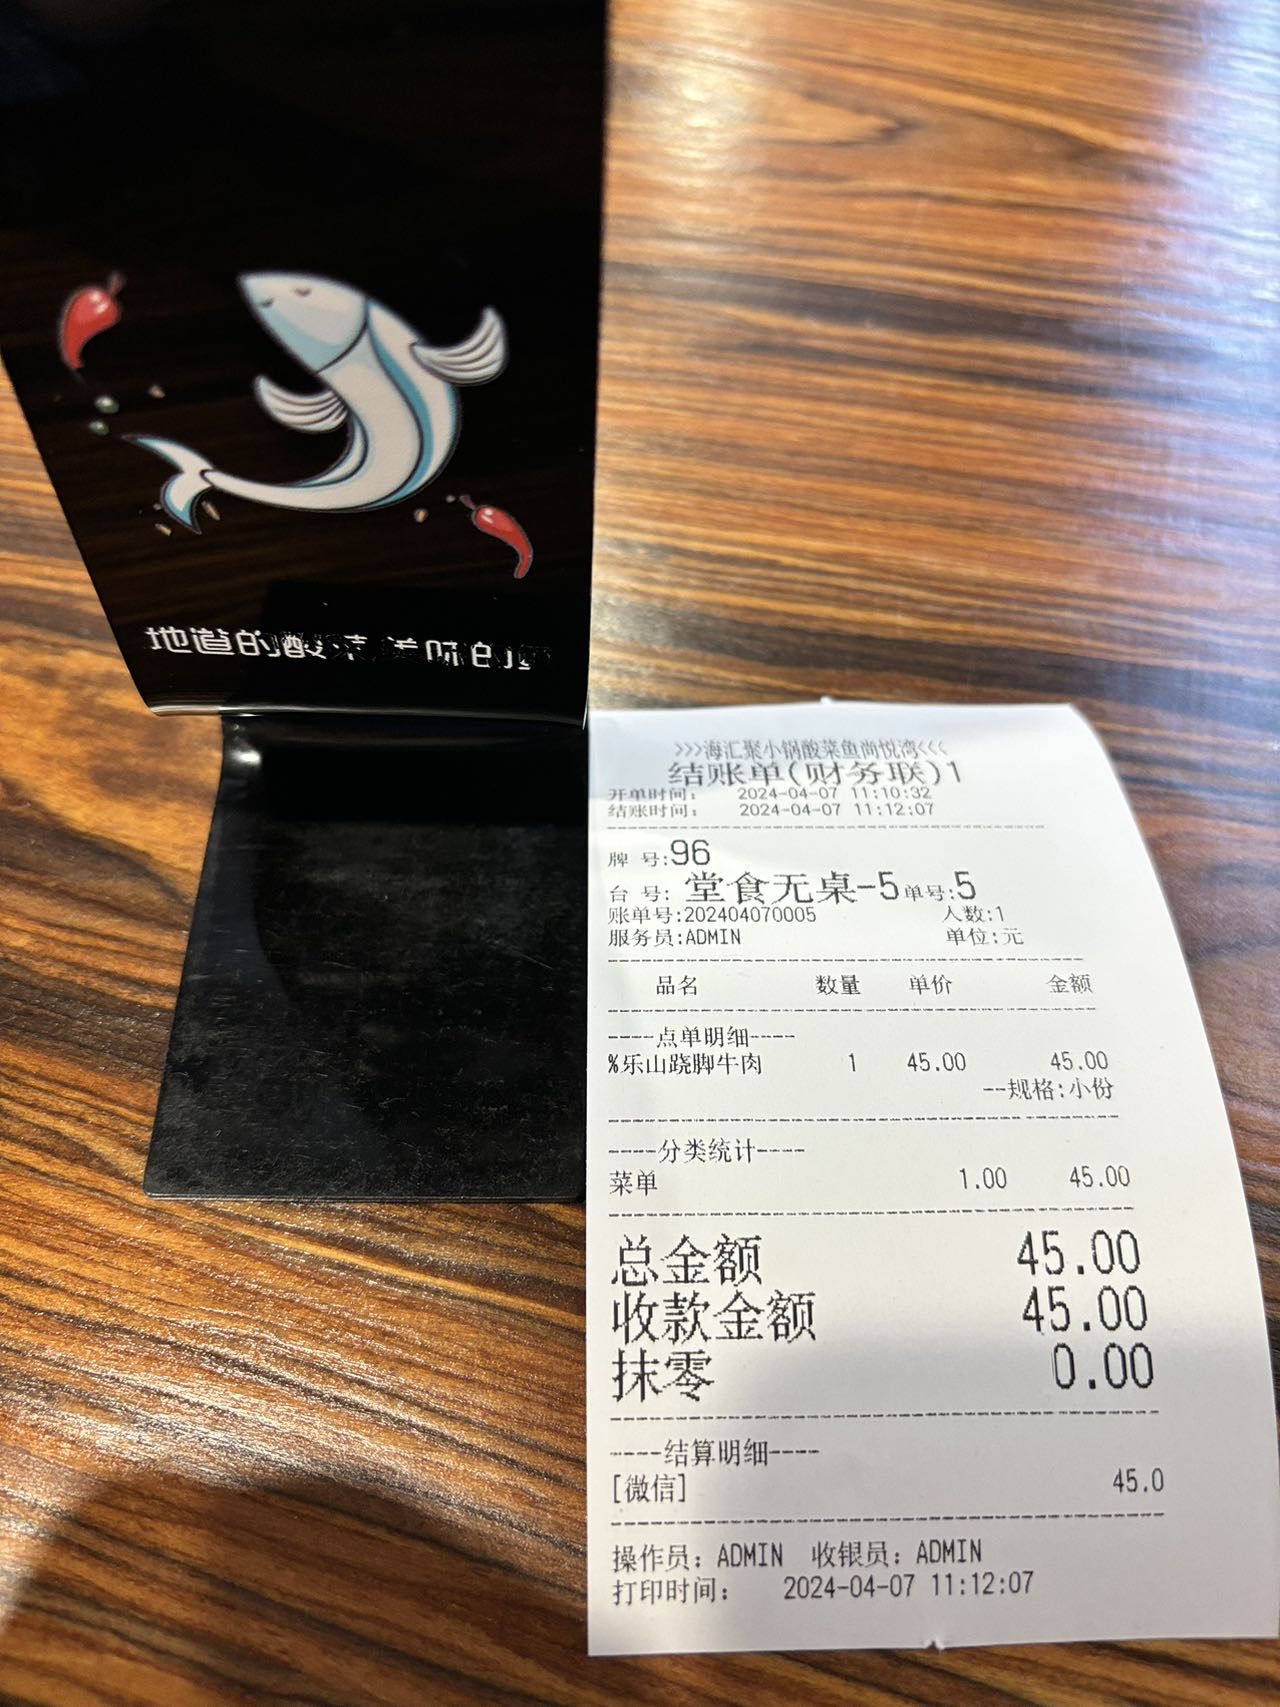 地道的酸菜 美味的
>>>海汇聚小锅酸菜鱼尚悦湾<<<
结账单(财务联)1
开单时间: 2024-04-07 11:10:32
结账时间: 2024-04-07 11:12:07
牌 号:96
台 号: 堂食无桌-5单号:5
账单号:202404070005 人数:1
服务员:ADMIN 单位:元
品名 数量 单价 金额
----点单明细----
%乐山跷脚牛肉 1 45.00 45.00
--规格:小份
----分类统计----
菜单 1.00 45.00
总金额 45.00
收款金额 45.00
抹零 0.00
----结算明细----
[微信] 45.0
操作员: ADMIN 收银员: ADMIN
打印时间: 2024-04-07 11:12:07